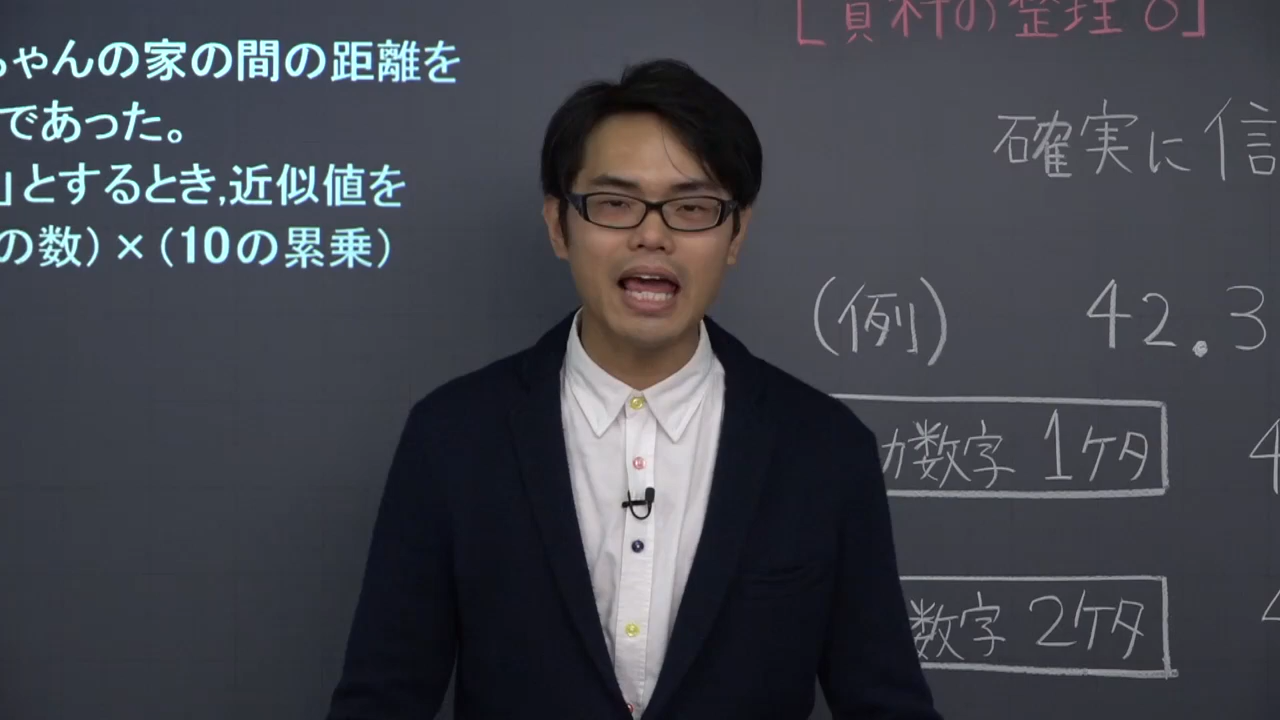 ちゃんの家の間の距離を
であった。
」とするとき,近似値を
の数)×(10の累乗)
[資料の整理 8]
確実に信
(例) 42.3
数字 1ケタ 4
数字 2ケタ 4